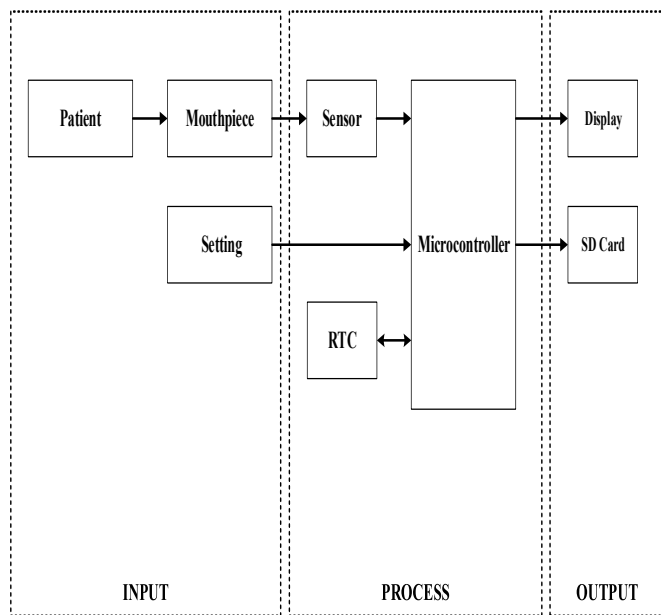 Patient
Mouthpiece
Sensor
Display
Setting
Microcontroller
SD Card
RTC
INPUT
PROCESS
OUTPUT